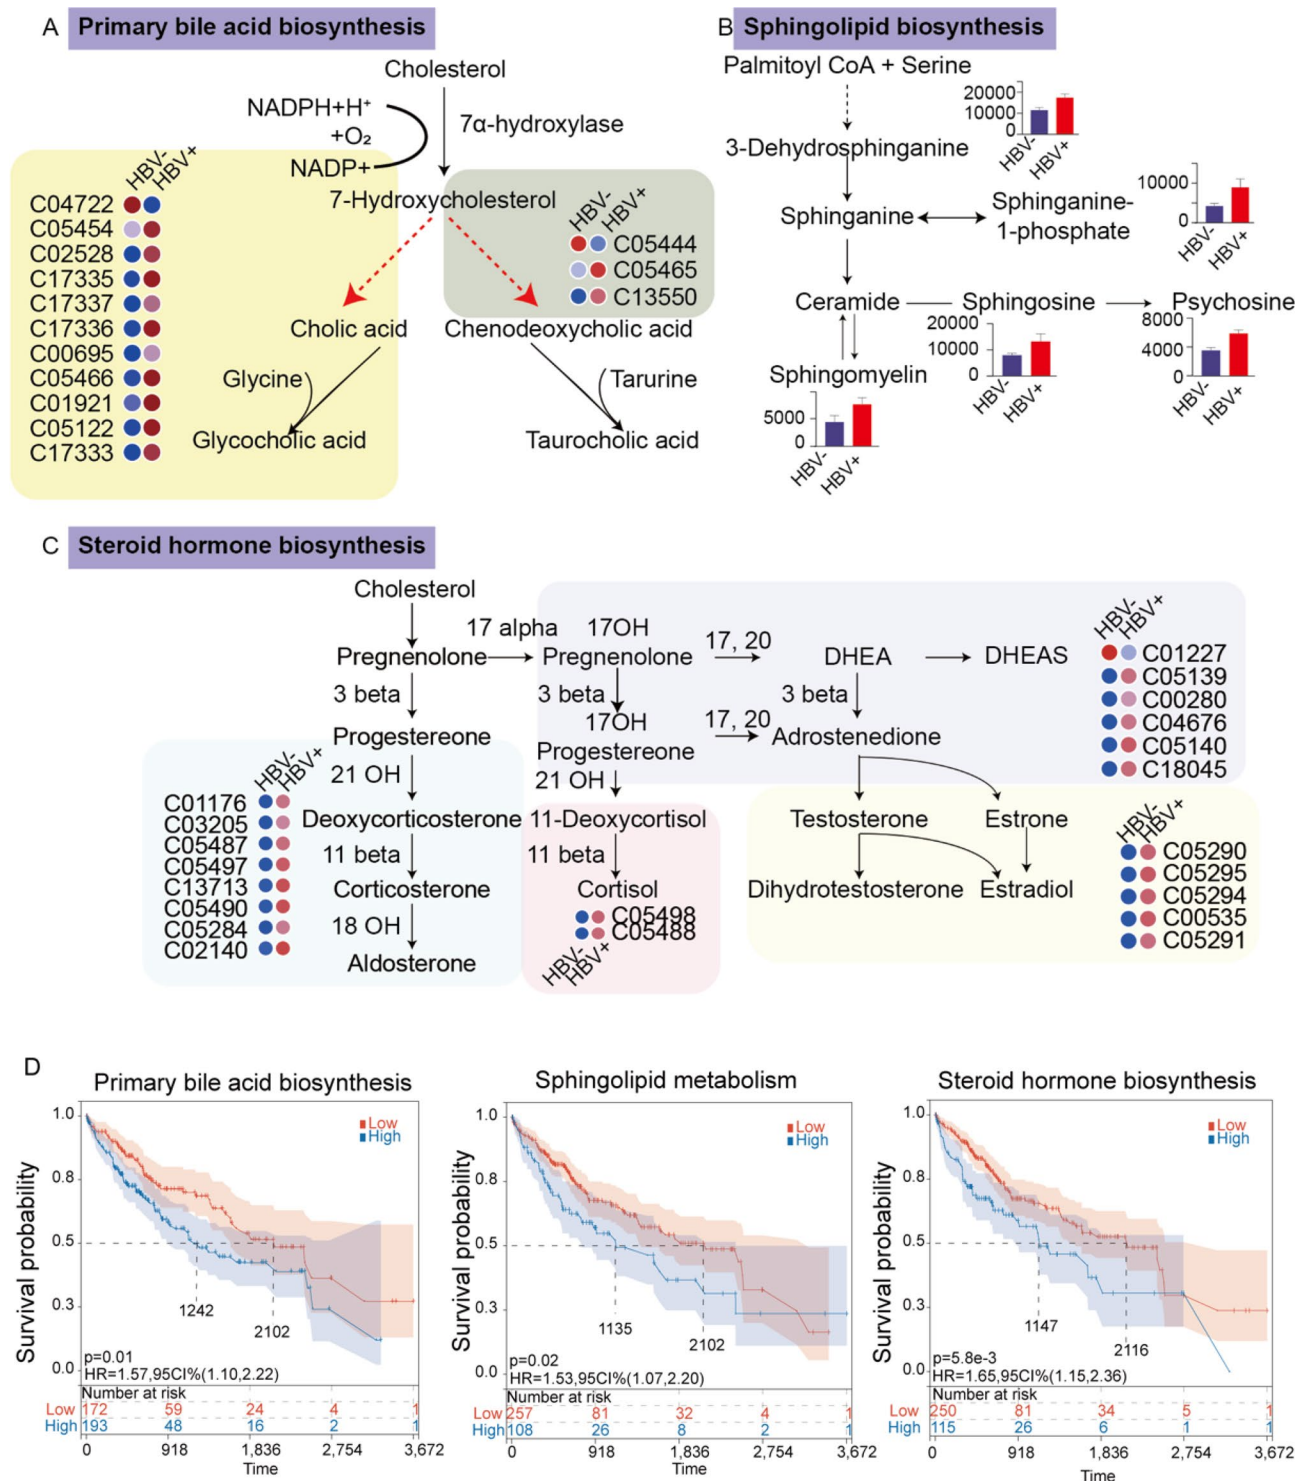 A Primary bile acid biosynthesis
Cholesterol
NADPH+H⁺
+O₂
NADP+
7α-hydroxylase
7-Hydroxycholesterol
HBV-
HBV+
C04722
C05454
C02528
C17335
C17337
C17336
C00695
C05466
C01921
C05122
C17333
HBV-
HBV+
C05444
C05465
C13550
Cholic acid
Chenodeoxycholic acid
Glycine
Tarurine
Glycocholic acid
Taurocholic acid
B Sphingolipid biosynthesis
Palmitoyl CoA + Serine
20000
10000
0
HBV-
HBV+
3-Dehydrosphinganine
Sphinganine
Sphinganine-
1-phosphate
10000
0
HBV-
HBV+
Ceramide
Sphingosine
Psychosine
20000
10000
0
HBV-
HBV+
8000
4000
0
HBV-
HBV+
Sphingomyelin
5000
0
HBV-
HBV+
C Steroid hormone biosynthesis
Cholesterol
17 alpha
17OH
Pregnenolone
Pregnenolone
17, 20
DHEA
DHEAS
3 beta
3 beta
3 beta
17OH
Progestereone
Progestereone
17, 20
Adrostenedione
HBV-
HBV+
C01227
C05139
C00280
C04676
C05140
C18045
21 OH
21 OH
HBV-
HBV+
C01176
C03205
C05487
C05497
C13713
C05490
C05284
C02140
Deoxycorticosterone
11-Deoxycortisol
11 beta
11 beta
Corticosterone
Cortisol
18 OH
Aldosterone
C05498
C05488
HBV-
HBV+
Testosterone
Estrone
Dihydrotestosterone
Estradiol
HBV-
HBV+
C05290
C05295
C05294
C00535
C05291
D
Primary bile acid biosynthesis
Survival probability
1.0
0.8
0.5
0.3
0.0
Low
High
1242
2102
p=0.01
HR=1.57,95CI%(1.10,2.22)
Number at risk
Low 172 59 24 4 1
High 193 48 16 2 1
0 918 1,836 2,754 3,672
Time
Sphingolipid metabolism
Survival probability
1.0
0.8
0.5
0.3
0.0
Low
High
1135
2102
p=0.02
HR=1.53,95CI%(1.07,2.20)
Number at risk
Low 257 81 32 4 1
High 108 26 8 2 1
0 918 1,836 2,754 3,672
Time
Steroid hormone biosynthesis
Survival probability
1.0
0.8
0.5
0.3
0.0
Low
High
1147
2116
p=5.8e-3
HR=1.65,95CI%(1.15,2.36)
Number at risk
Low 250 81 34 5 1
High 115 26 6 1 1
0 918 1,836 2,754 3,672
Time